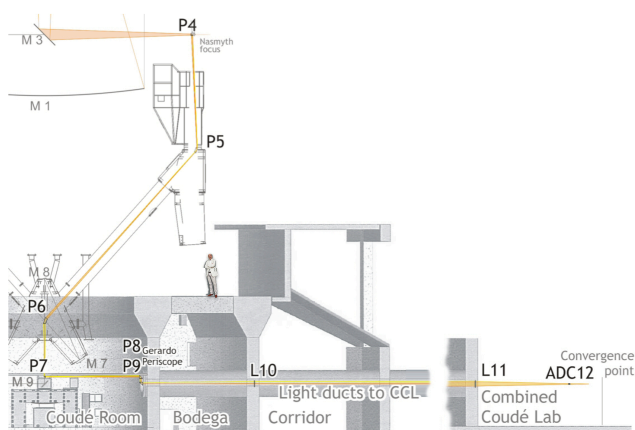 P4
M 3
Nasmyth
focus
M 1
P5
M 8
P6
P8
Gerardo
Periscope
P7
M 7
P9
M 9
L10
L11
ADC12
Convergence
point
Light ducts to CCL
Combined
Coudé Lab
Coudé Room
Bodega
Corridor